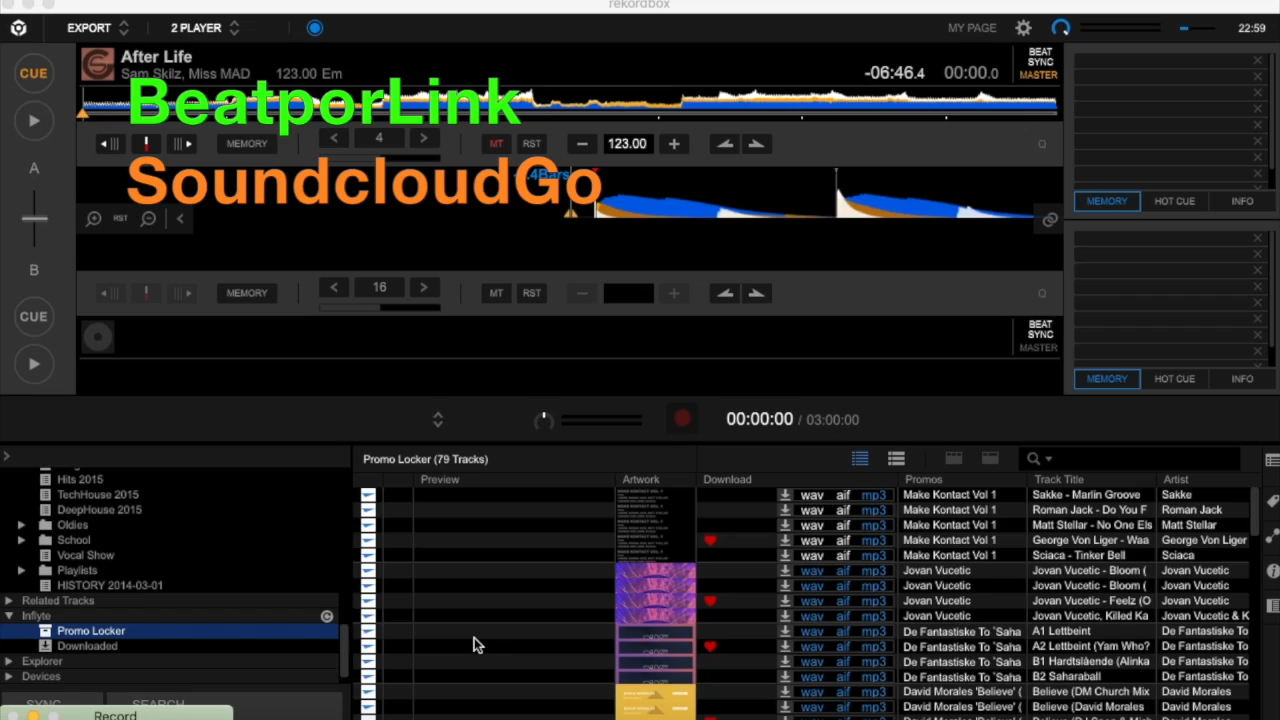 rekordbox
EXPORT 2 PLAYER MY PAGE 22:59
CUE
After Life
Sam Skilz, Miss MAD 123.00 Em
-06:46.4 00:00.0
BEAT SYNC MASTER
BeatporLink
MEMORY < 4 > MT RST 123.00 Q
A
SoundcloudGo
.4Bars
RST
MEMORY HOT CUE INFO
B
MEMORY < 16 > MT RST Q
CUE
BEAT SYNC MASTER
MEMORY HOT CUE INFO
00:00:00 / 03:00:00
Hits 2015
TechHouse 2015
DeepHouse 2015
Oldies
School
Vocal Show
Playlists
HISTORY 2014-03-01
Related Tracks
Inflyte
Promo Locker
Downloaded
Explorer
Devices
SYNC SEARCH
Record
Promo Locker (79 Tracks)
Preview Artwork Download Promos Track Title Artist
wav aif mp3 Make Kontact Vol 1 Sakke - Marin Groove Sakke
wav aif mp3 Make Kontact Vol 1 Roman Jack - Do You F Roman Jack
wav aif mp3 Make Kontact Vol 1 Matt Stellar - No One Els Matt Stellar
wav aif mp3 Make Kontact Vol 1 George Von Liger - Waa George Von Liger
wav aif mp3 Make Kontact Vol 1 Sciaca - Tinker Bell Sciaca
wav aif mp3 Jovan Vucetic Jovan Vucetic - Bloom ( Jovan Vucetic
wav aif mp3 Jovan Vucetic Jovan Vucetic - Bloom ( Jovan Vucetic
wav aif mp3 Jovan Vucetic Jovan Vucetic - Feelz (O Jovan Vucetic
wav aif mp3 Jovan Vucetic Jovan Vucetic, Killed Ka Jovan Vucetic & K
wav aif mp3 De Fantastiske To `Saha A1 Lettbeint De Fantastiske To
wav aif mp3 De Fantastiske To `Saha A2 Lettbeint (Yam Who? De Fantastiske To
wav aif mp3 De Fantastiske To `Saha B1 Hardtslående (Alinka De Fantastiske To
wav aif mp3 De Fantastiske To `Saha B2 Saharasian De Fantastiske To
wav aif mp3 David Morales 'Believe' ( Believe (DM Church Mix David Morales
wav aif mp3 David Morales 'Believe' ( David Morales